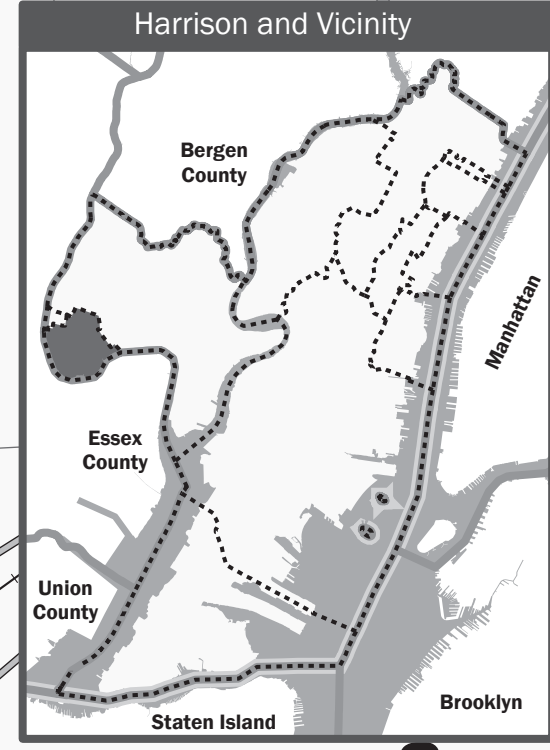 Harrison and Vicinity
Bergen
County
Manhattan
Essex
County
Union
County
Brooklyn
Staten Island